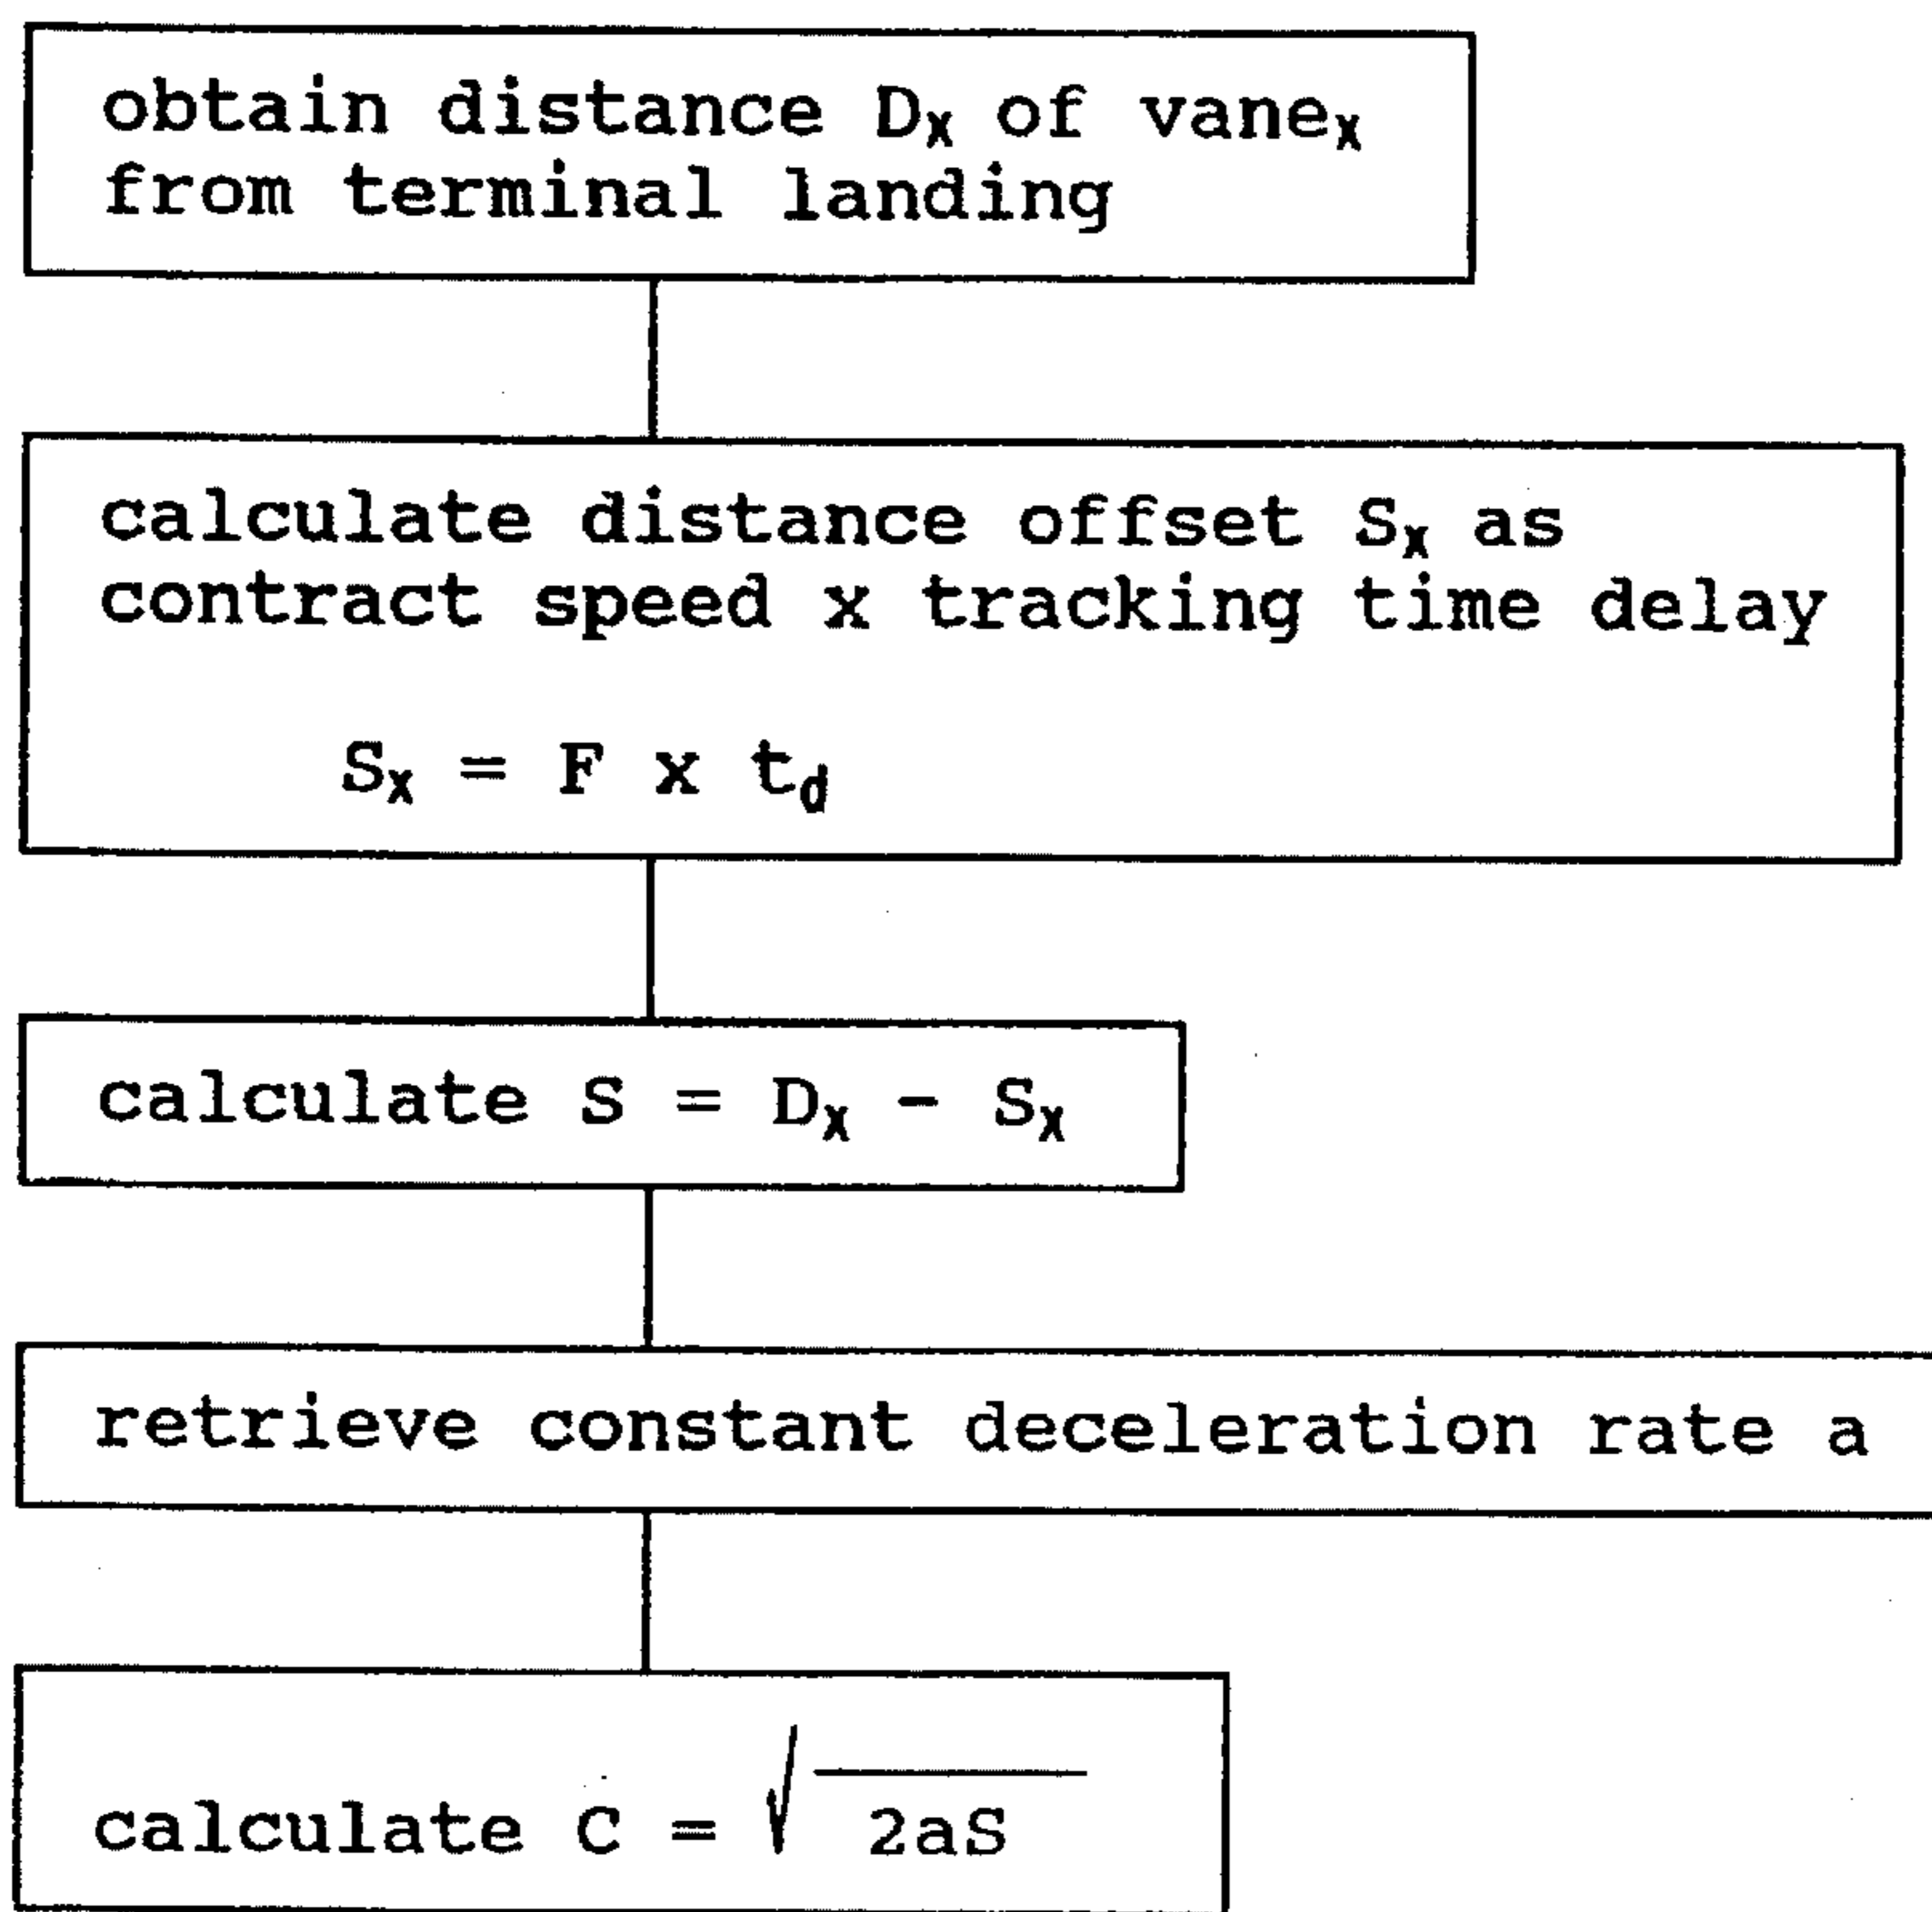 obtain distance Dx of vanex
from terminal landing
calculate distance offset Sx as
contract speed x tracking time delay
Sx = F x td
calculate S = Dx - Sx
retrieve constant deceleration rate a
calculate C = √2aS